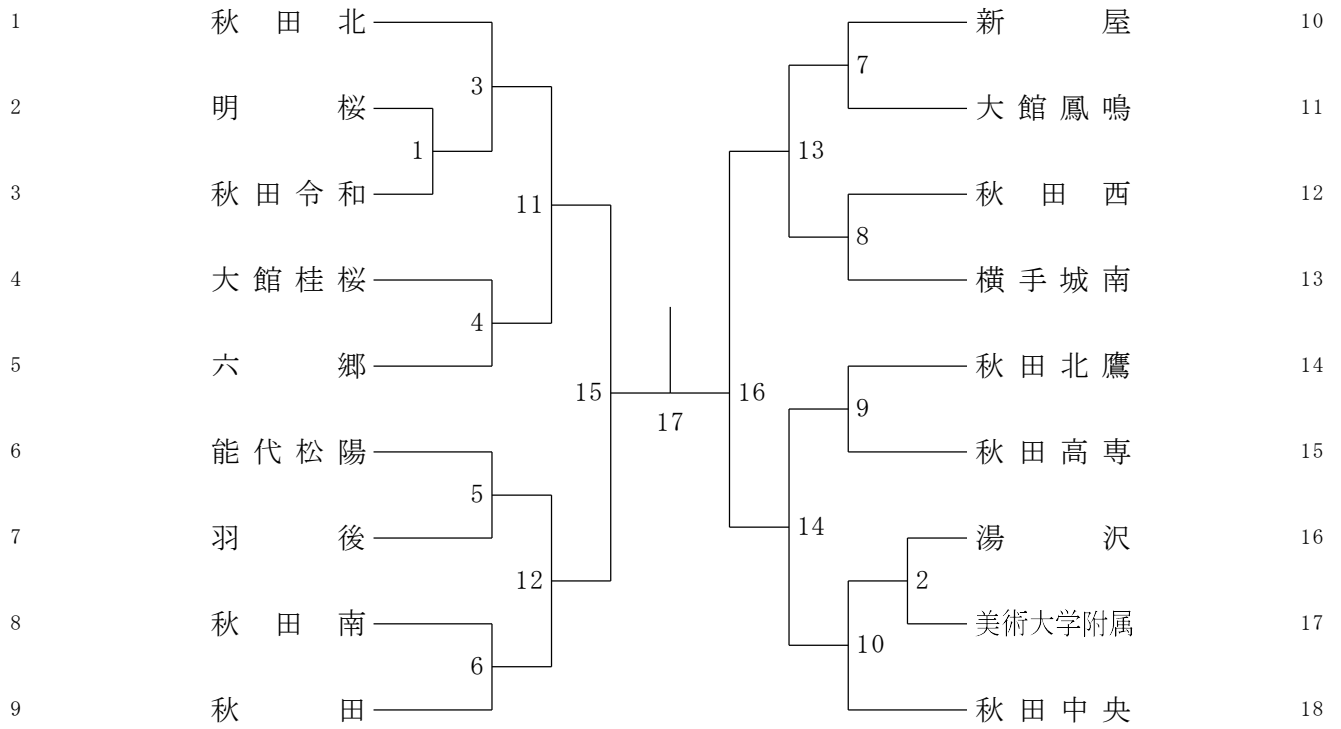 1 秋田北
3
2 明桜
1
3 秋田令和
11
4 大館桂桜
4
5 六郷
15
6 能代松陽
5
7 羽後
12
8 秋田南
6
9 秋田
17
新屋 10
7
大館鳳鳴 11
13
秋田西 12
8
横手城南 13
16
秋田北鷹 14
9
秋田高専 15
14
湯沢 16
2
美術大学附属 17
10
秋田中央 18